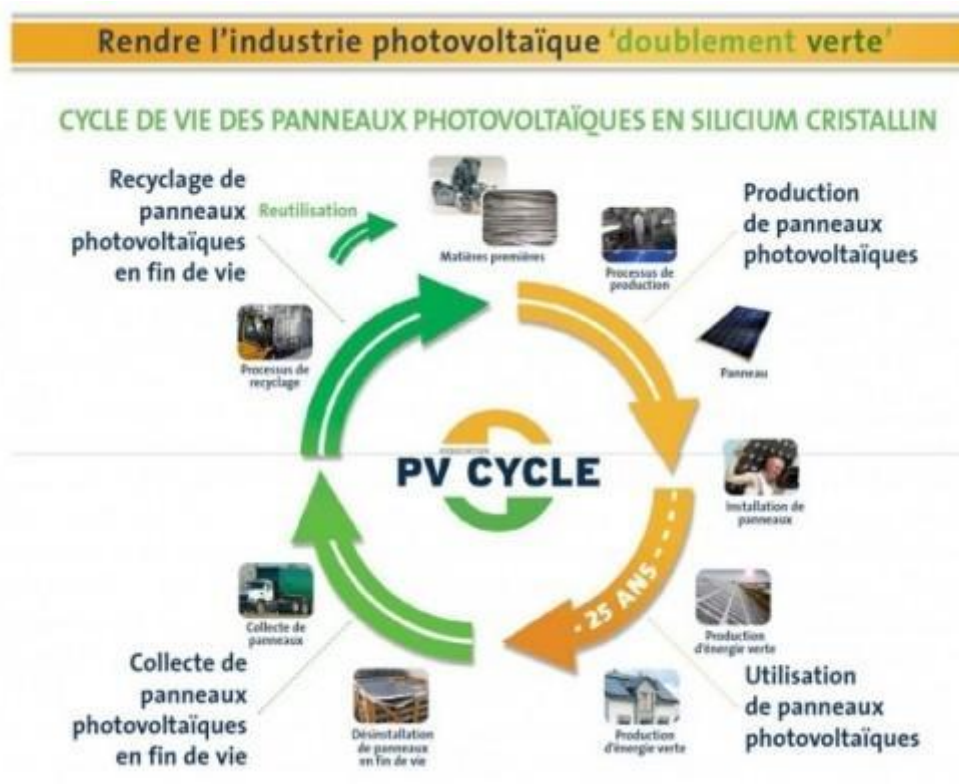 Rendre l'industrie photovoltaïque 'doublement verte'
CYCLE DE VIE DES PANNEAUX PHOTOVOLTAÏQUES EN SILICIUM CRISTALLIN
Recyclage de
panneaux
photovoltaïques
en fin de vie
Reutilisation
Matières premières
Processus de
production
Production
de panneaux
photovoltaïques
Panneau
Processus de
recyclage
PV CYCLE
Installation de
panneaux
- 25 ANS -
Production
d'énergie verte
Utilisation
de panneaux
photovoltaïques
Production
d'énergie verte
Désinstallation
de panneaux
en fin de vie
Collecte de
panneaux
Collecte de
panneaux
photovoltaïques
en fin de vie